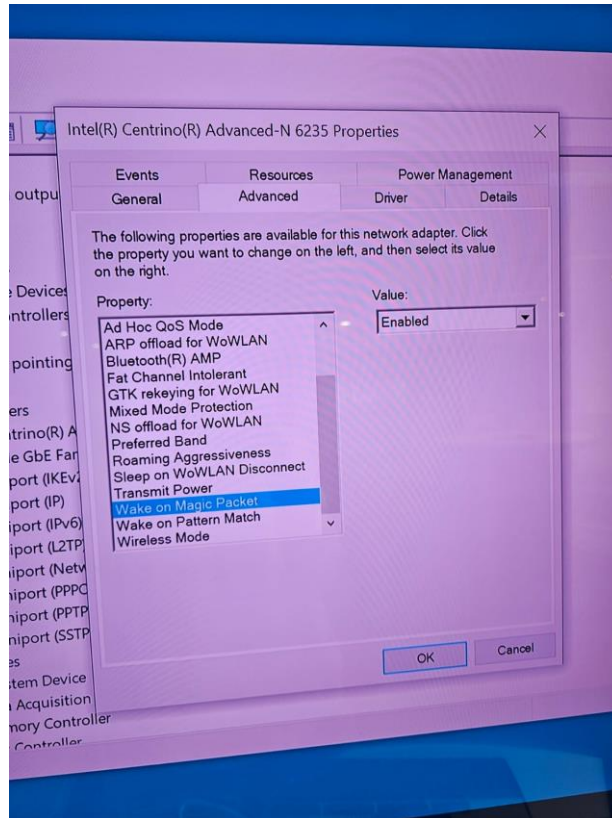 Intel(R) Centrino(R) Advanced-N 6235 Properties
Events
Resources
Power Management
General
Advanced
Driver
Details
The following properties are available for this network adapter. Click
the property you want to change on the left, and then select its value
on the right.
Property:
Value:
Ad Hoc QoS Mode
ARP offload for WoWLAN
Bluetooth(R) AMP
Fat Channel Intolerant
GTK rekeying for WoWLAN
Mixed Mode Protection
NS offload for WoWLAN
Preferred Band
Roaming Aggressiveness
Sleep on WoWLAN Disconnect
Transmit Power
Wake on Magic Packet
Wake on Pattern Match
Wireless Mode
Enabled
OK
Cancel
outpu
Devices
ntrollers
pointing
ers
trino(R) A
e GbE Fan
port (IKEv2
port (IP)
iport (IPv6)
iport (L2TP
iport (Netw
niport (PPPO
niport (PPTP
niport (SSTP
es
tem Device
Acquisition
mory Controller
Controller